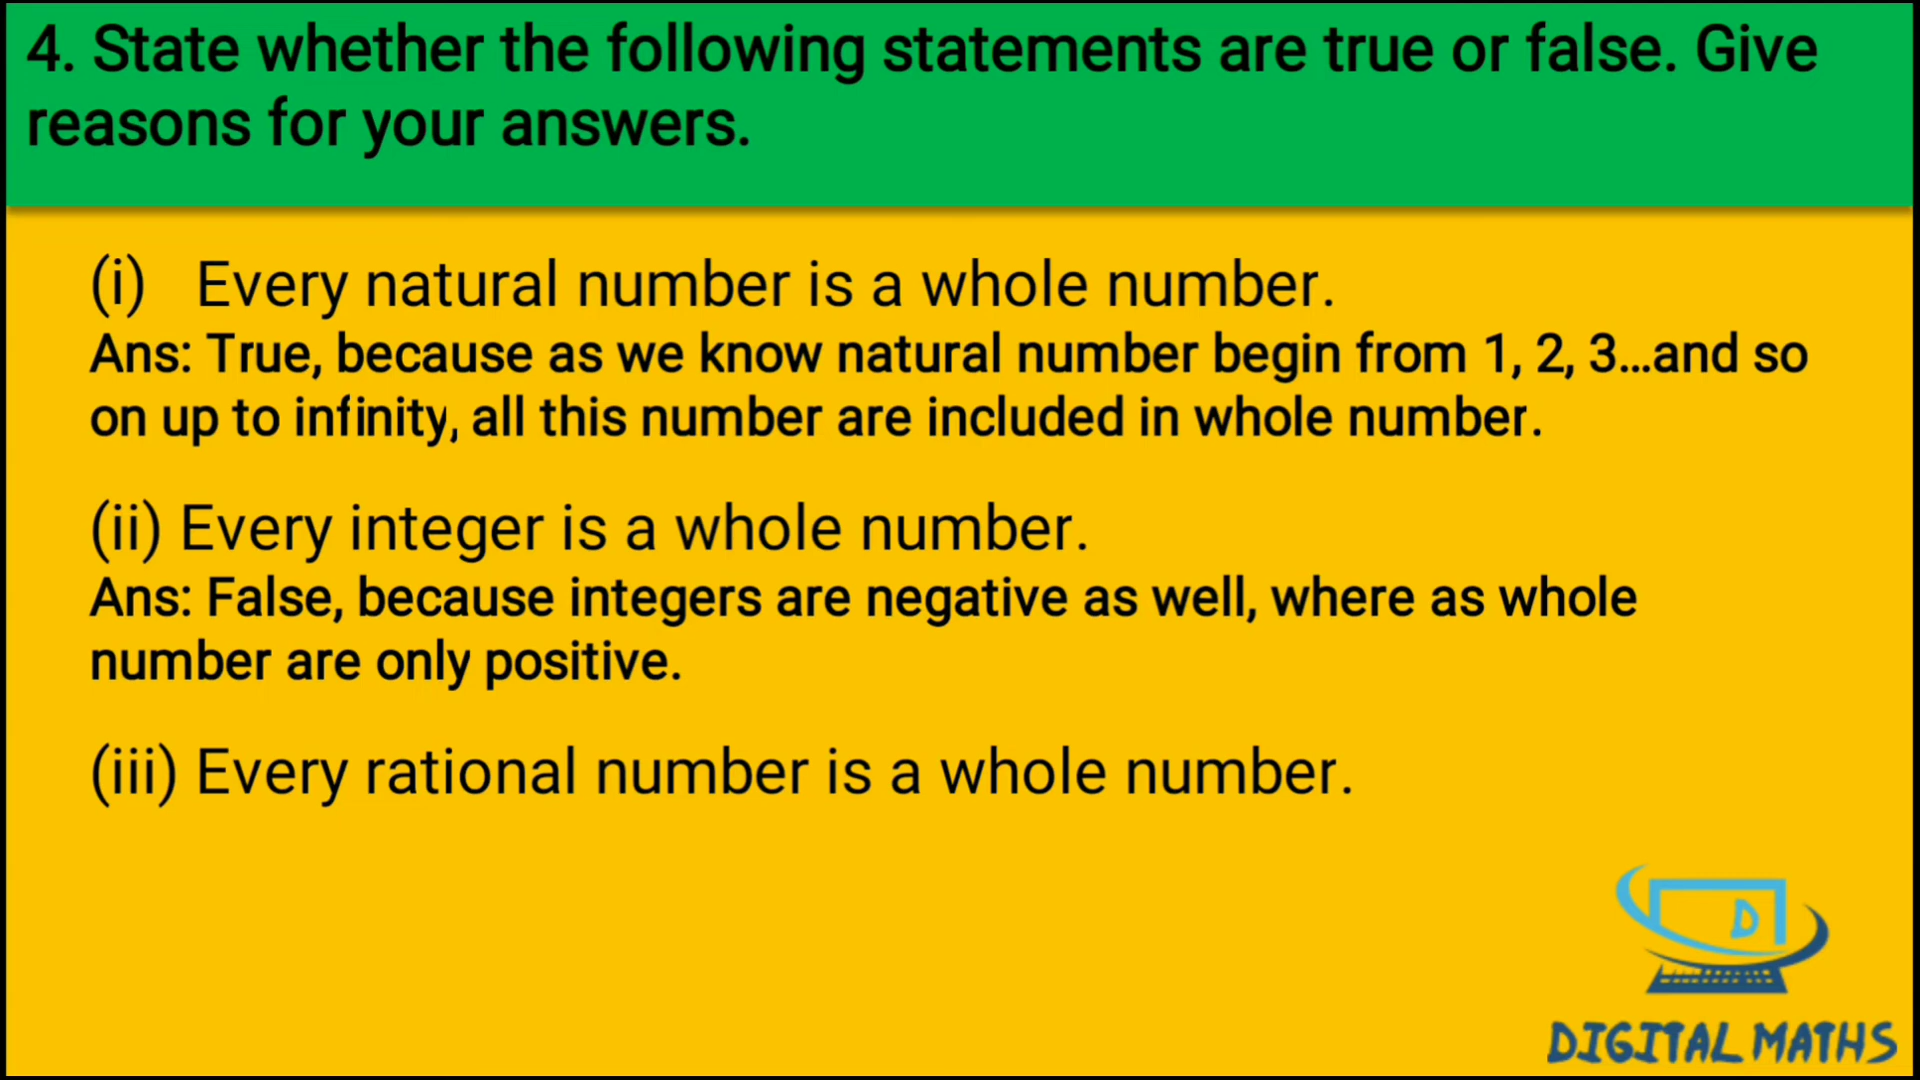 4. State whether the following statements are true or false. Give
reasons for your answers.
(i) Every natural number is a whole number.
Ans: True, because as we know natural number begin from 1, 2, 3...and so
on up to infinity, all this number are included in whole number.
(ii) Every integer is a whole number.
Ans: False, because integers are negative as well, where as whole
number are only positive.
(iii) Every rational number is a whole number.
D
DIGITAL MATHS